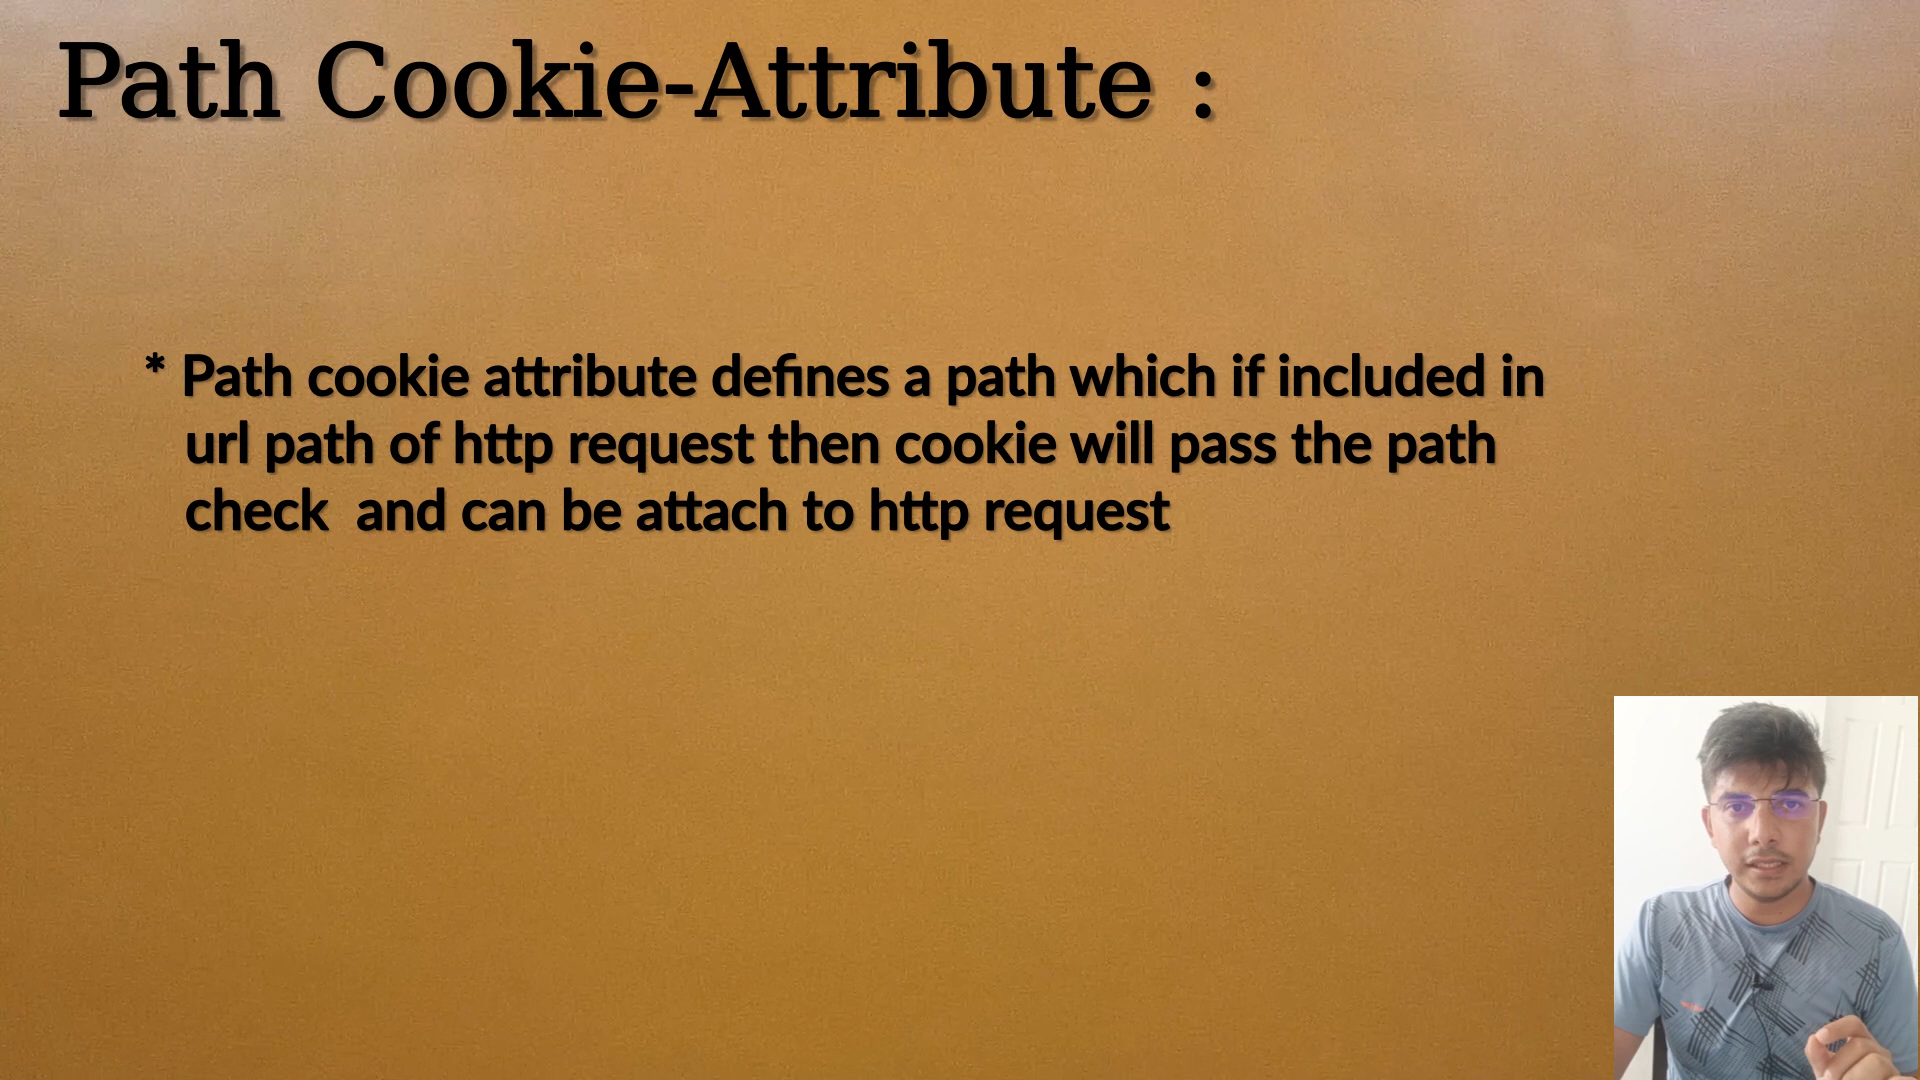 Path Cookie-Attribute :
* Path cookie attribute defines a path which if included in
url path of http request then cookie will pass the path
check  and can be attach to http request